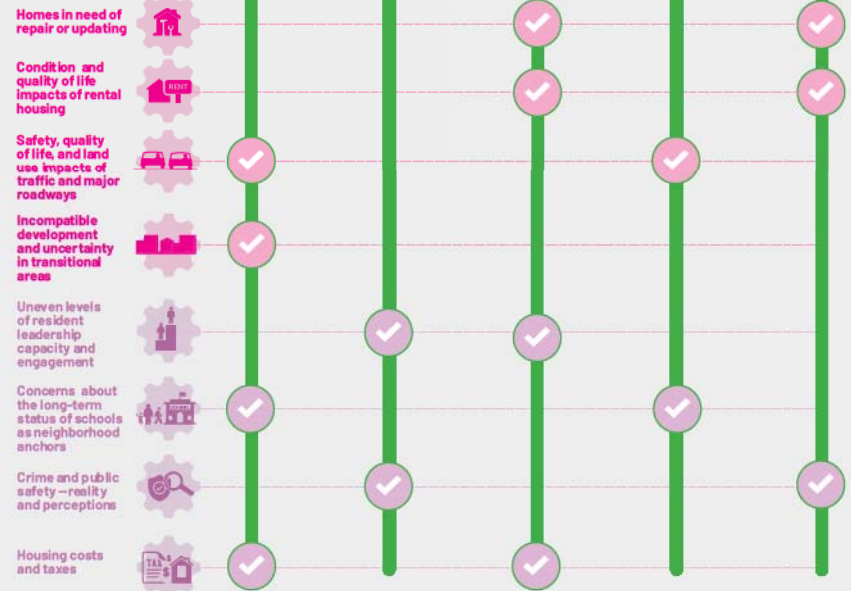 Homes in need of
repair or updating
Condition and
quality of life
impacts of rental
housing
RENT
Safety, quality
of life, and land
use impacts of
traffic and major
roadways
Incompatible
development
and uncertainty
in transitional
areas
Uneven levels
of resident
leadership
capacity and
engagement
Concerns about
the long-term
status of schools
as neighborhood
anchors
Crime and public
safety—reality
and perceptions
Housing costs
and taxes
TAX $
$